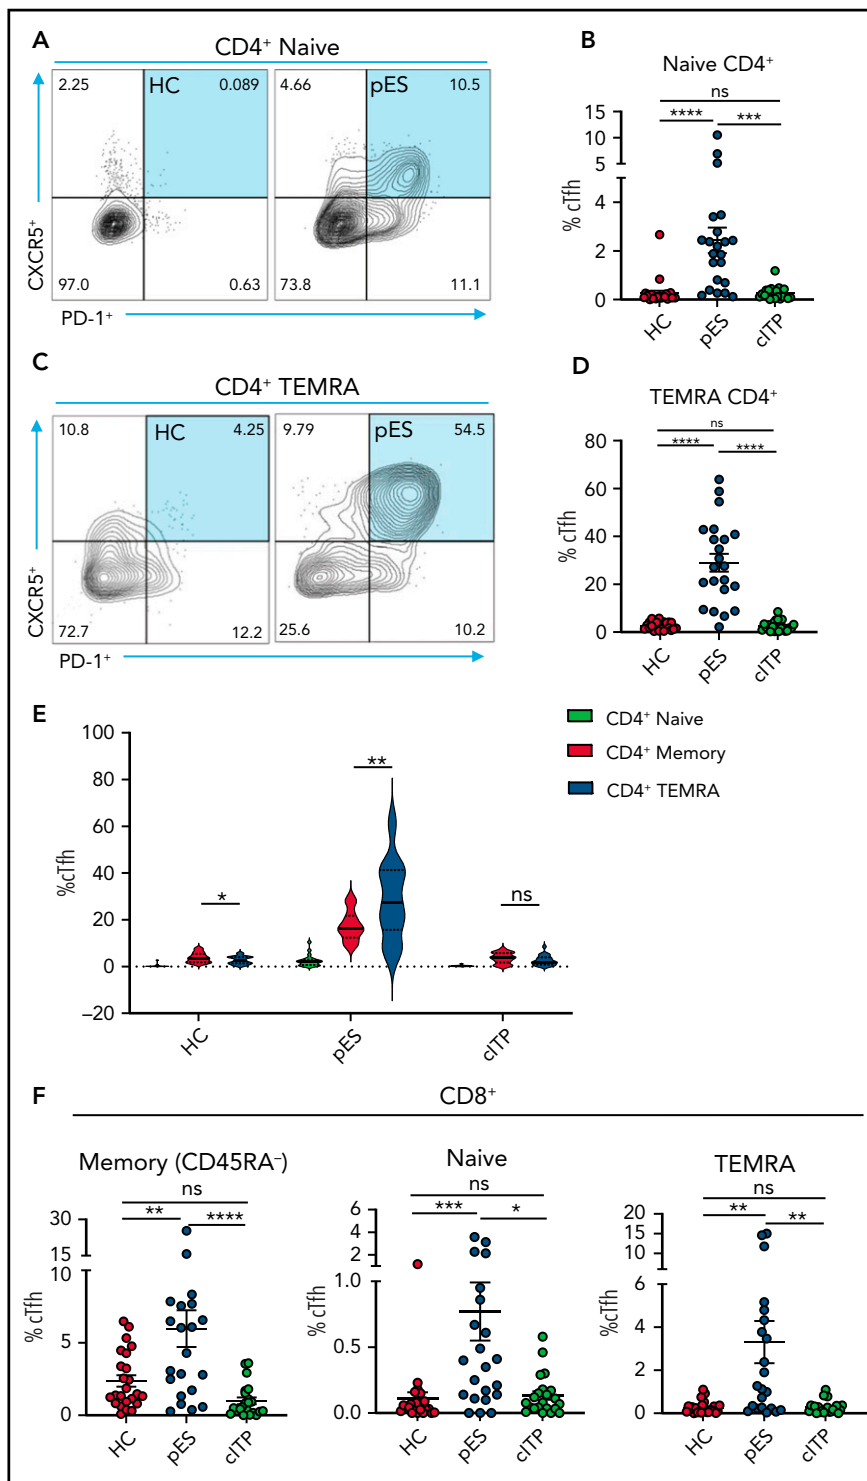 A
CD4⁺ Naive
2.25
HC
0.089
4.66
pES
10.5
CXCR5⁺
97.0
0.63
73.8
11.1
PD-1⁺
B
Naive CD4⁺
ns
****
***
15
10
5
4
2
0
% cTfh
HC
pES
cITP
C
CD4⁺ TEMRA
10.8
HC
4.25
9.79
pES
54.5
CXCR5⁺
72.7
12.2
25.6
10.2
PD-1⁺
D
TEMRA CD4⁺
ns
****
****
80
60
40
20
0
% cTfh
HC
pES
cITP
E
100
80
60
40
20
0
–20
%cTfh
*
**
ns
HC
pES
cITP
CD4⁺ Naive
CD4⁺ Memory
CD4⁺ TEMRA
F
CD8⁺
Memory (CD45RA⁻)
ns
**
****
30
15
10
5
0
% cTfh
HC
pES
cITP
Naive
ns
***
*
6
4
2
1.0
0.5
0.0
% cTfh
HC
pES
cITP
TEMRA
ns
**
**
20
15
10
6
4
2
0
%cTfh
HC
pES
cITP